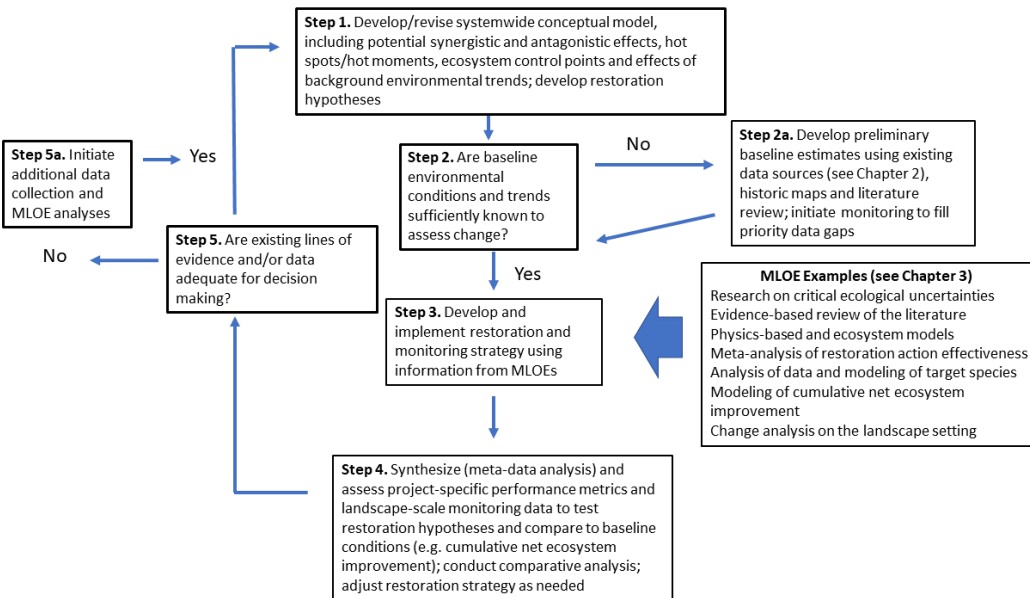 Step 1. Develop/revise systemwide conceptual model,
including potential synergistic and antagonistic effects, hot
spots/hot moments, ecosystem control points and effects of
background environmental trends; develop restoration
hypotheses
Step 2. Are baseline
environmental
conditions and trends
sufficiently known to
assess change?
No
Step 2a. Develop preliminary
baseline estimates using existing
data sources (see Chapter 2),
historic maps and literature
review; initiate monitoring to fill
priority data gaps
Yes
Step 3. Develop and
implement restoration and
monitoring strategy using
information from MLOEs
MLOE Examples (see Chapter 3)
Research on critical ecological uncertainties
Evidence-based review of the literature
Physics-based and ecosystem models
Meta-analysis of restoration action effectiveness
Analysis of data and modeling of target species
Modeling of cumulative net ecosystem
improvement
Change analysis on the landscape setting
Step 4. Synthesize (meta-data analysis) and
assess project-specific performance metrics and
landscape-scale monitoring data to test
restoration hypotheses and compare to baseline
conditions (e.g. cumulative net ecosystem
improvement); conduct comparative analysis;
adjust restoration strategy as needed
Step 5. Are existing lines of
evidence and/or data
adequate for decision
making?
No
Step 5a. Initiate
additional data
collection and
MLOE analyses
Yes